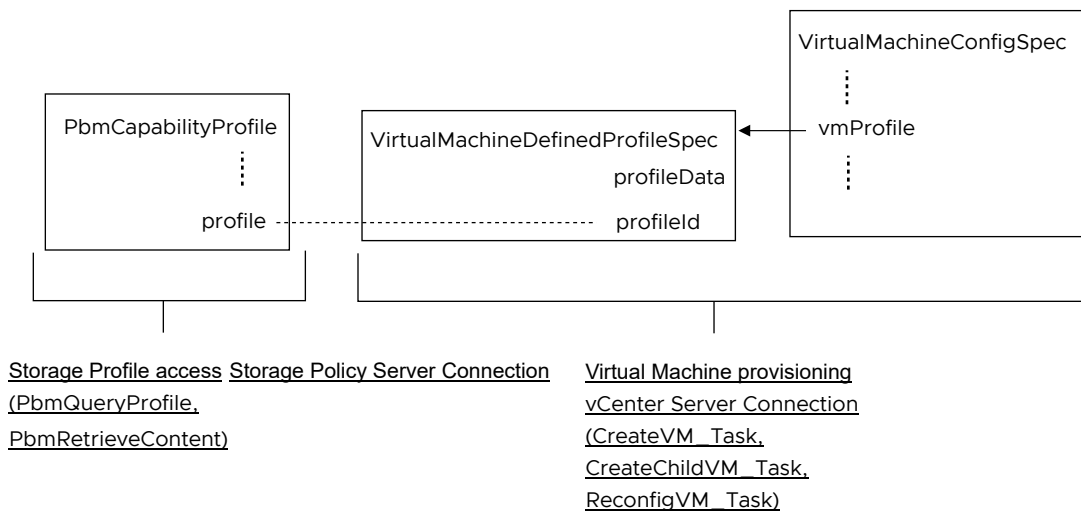 VirtualMachineConfigSpec
PbmCapabilityProfile
VirtualMachineDefinedProfileSpec
vmProfile
profileData
profile
profileId
Storage Profile access Storage Policy Server Connection
(PbmQueryProfile,
PbmRetrieveContent)
Virtual Machine provisioning
vCenter Server Connection
(CreateVM_Task,
CreateChildVM_Task,
ReconfigVM_Task)